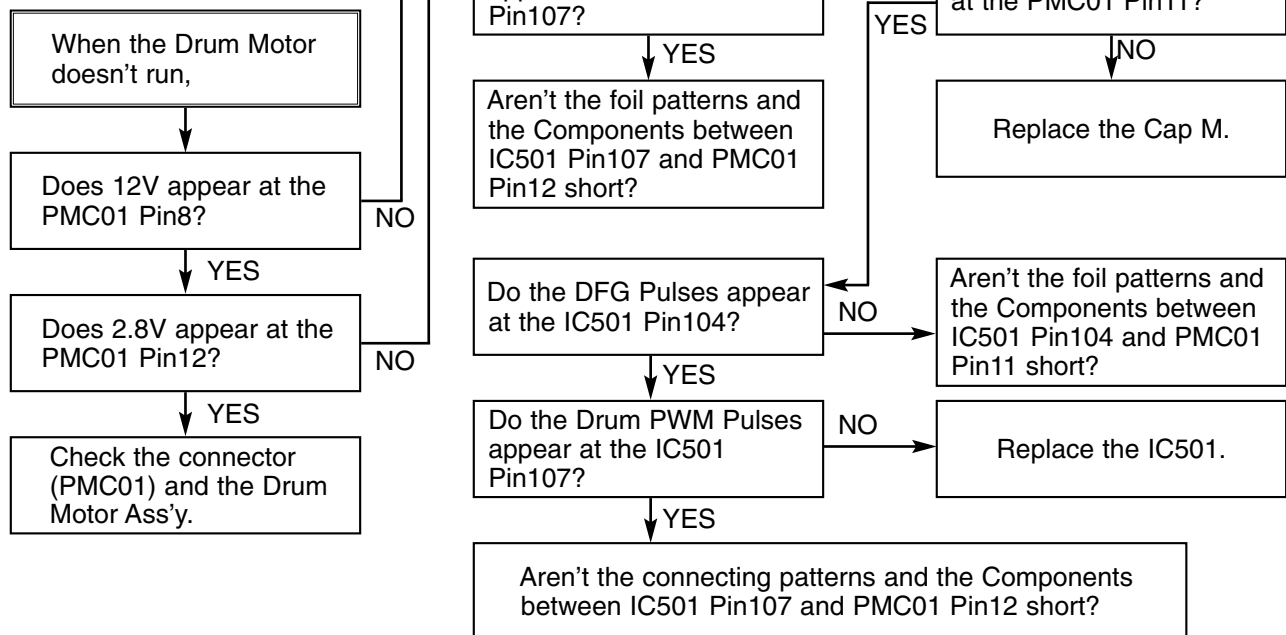 When the Drum Motor
doesn't run,
Does 12V appear at the
PMC01 Pin8?
NO
YES
Does 2.8V appear at the
PMC01 Pin12?
NO
YES
Check the connector
(PMC01) and the Drum
Motor Ass'y.
Pin107?
YES
Aren't the foil patterns and
the Components between
IC501 Pin107 and PMC01
Pin12 short?
at the PMC01 Pin11?
YES
NO
Replace the Cap M.
Do the DFG Pulses appear
at the IC501 Pin104?
NO
Aren't the foil patterns and
the Components between
IC501 Pin104 and PMC01
Pin11 short?
YES
Do the Drum PWM Pulses
appear at the IC501
Pin107?
NO
Replace the IC501.
YES
Aren't the connecting patterns and the Components
between IC501 Pin107 and PMC01 Pin12 short?